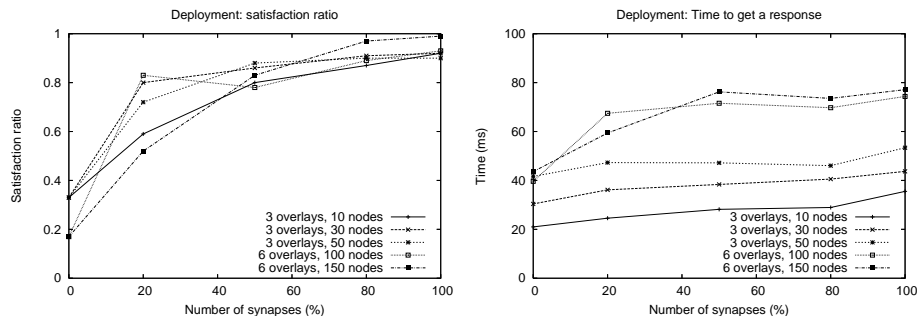 Deployment: satisfaction ratio
1
0.8
0.6
0.4
0.2
0
Satisfaction ratio
3 overlays, 10 nodes
3 overlays, 30 nodes
3 overlays, 50 nodes
6 overlays, 100 nodes
6 overlays, 150 nodes
0 20 40 60 80 100
Number of synapses (%)
Deployment: Time to get a response
100
80
60
40
20
0
Time (ms)
3 overlays, 10 nodes
3 overlays, 30 nodes
3 overlays, 50 nodes
6 overlays, 100 nodes
6 overlays, 150 nodes
0 20 40 60 80 100
Number of synapses (%)